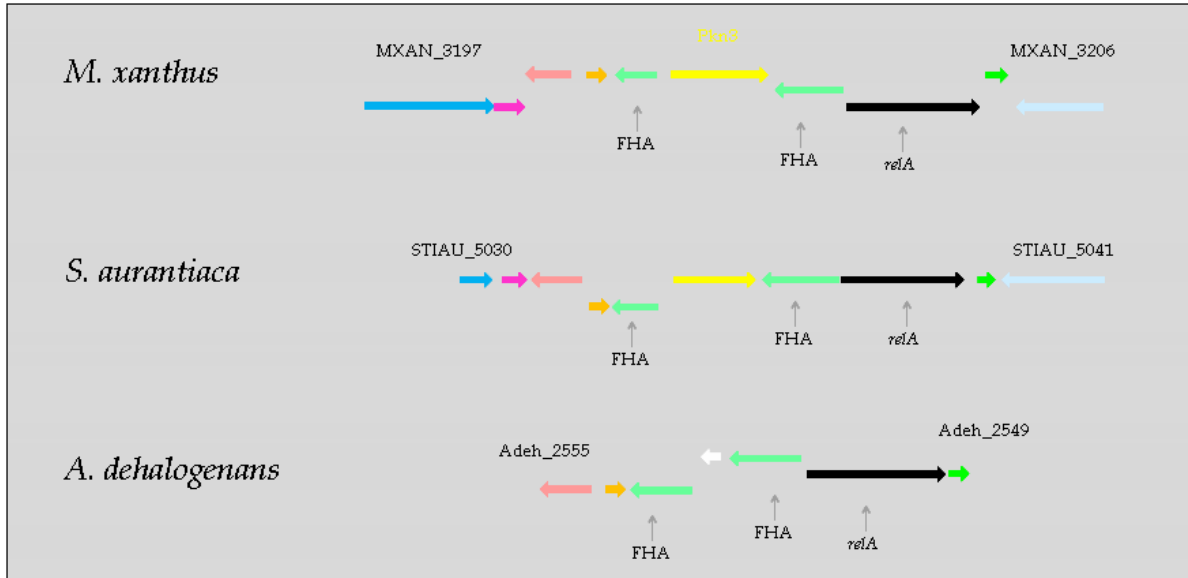 Pkn3
MXAN_3197
MXAN_3206
M. xanthus
FHA
FHA
relA
STIAU_5030
STIAU_5041
S. aurantiaca
FHA
FHA
relA
Adeh_2549
Adeh_2555
A. dehalogenans
FHA
FHA
relA